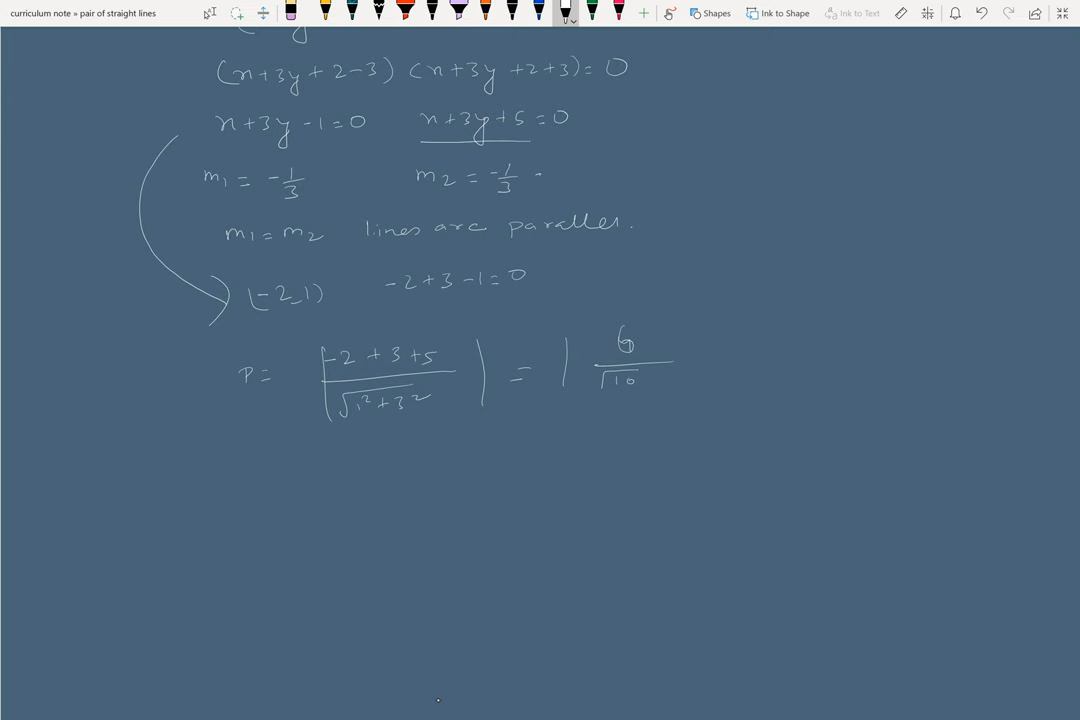 curriculum note » pair of straight lines
Shapes Ink to Shape Ink to Text
(x+3y+2-3) (x+3y+2+3)=0
x+3y-1=0 x+3y+5=0
m1 = -1/3 m2 = -1/3
m1=m2 lines are parallel.
(-2,1) -2+3-1=0
P = |(-2+3+5)/√(1²+3²)| = |6/√10